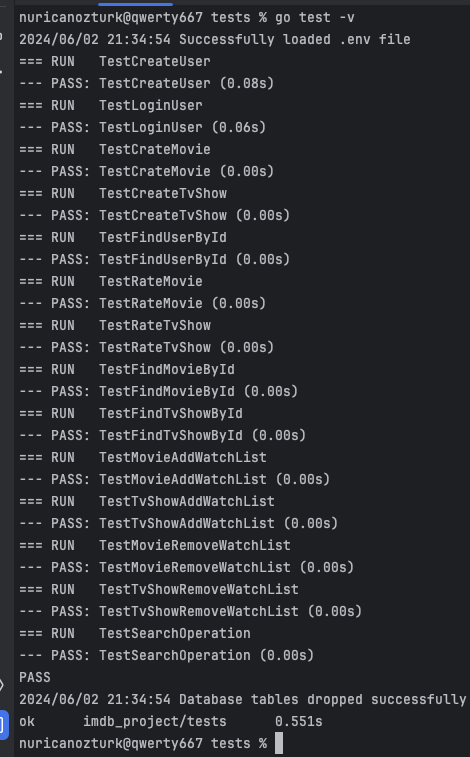 nuricanozturk@qwerty667 tests % go test -v
2024/06/02 21:34:54 Successfully loaded .env file
=== RUN   TestCreateUser
--- PASS: TestCreateUser (0.08s)
=== RUN   TestLoginUser
--- PASS: TestLoginUser (0.06s)
=== RUN   TestCrateMovie
--- PASS: TestCrateMovie (0.00s)
=== RUN   TestCreateTvShow
--- PASS: TestCreateTvShow (0.00s)
=== RUN   TestFindUserById
--- PASS: TestFindUserById (0.00s)
=== RUN   TestRateMovie
--- PASS: TestRateMovie (0.00s)
=== RUN   TestRateTvShow
--- PASS: TestRateTvShow (0.00s)
=== RUN   TestFindMovieById
--- PASS: TestFindMovieById (0.00s)
=== RUN   TestFindTvShowById
--- PASS: TestFindTvShowById (0.00s)
=== RUN   TestMovieAddWatchList
--- PASS: TestMovieAddWatchList (0.00s)
=== RUN   TestTvShowAddWatchList
--- PASS: TestTvShowAddWatchList (0.00s)
=== RUN   TestMovieRemoveWatchList
--- PASS: TestMovieRemoveWatchList (0.00s)
=== RUN   TestTvShowRemoveWatchList
--- PASS: TestTvShowRemoveWatchList (0.00s)
=== RUN   TestSearchOperation
--- PASS: TestSearchOperation (0.00s)
PASS
2024/06/02 21:34:54 Database tables dropped successfully
ok      imdb_project/tests      0.551s
nuricanozturk@qwerty667 tests %